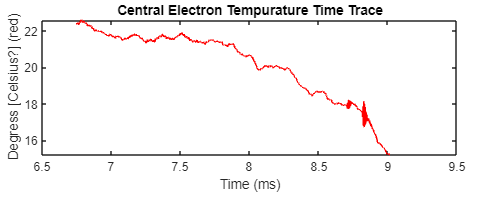 Central Electron Tempurature Time Trace
Degress [Celsius?] (red)
22
20
18
16
6.5 7 7.5 8 8.5 9 9.5
Time (ms)